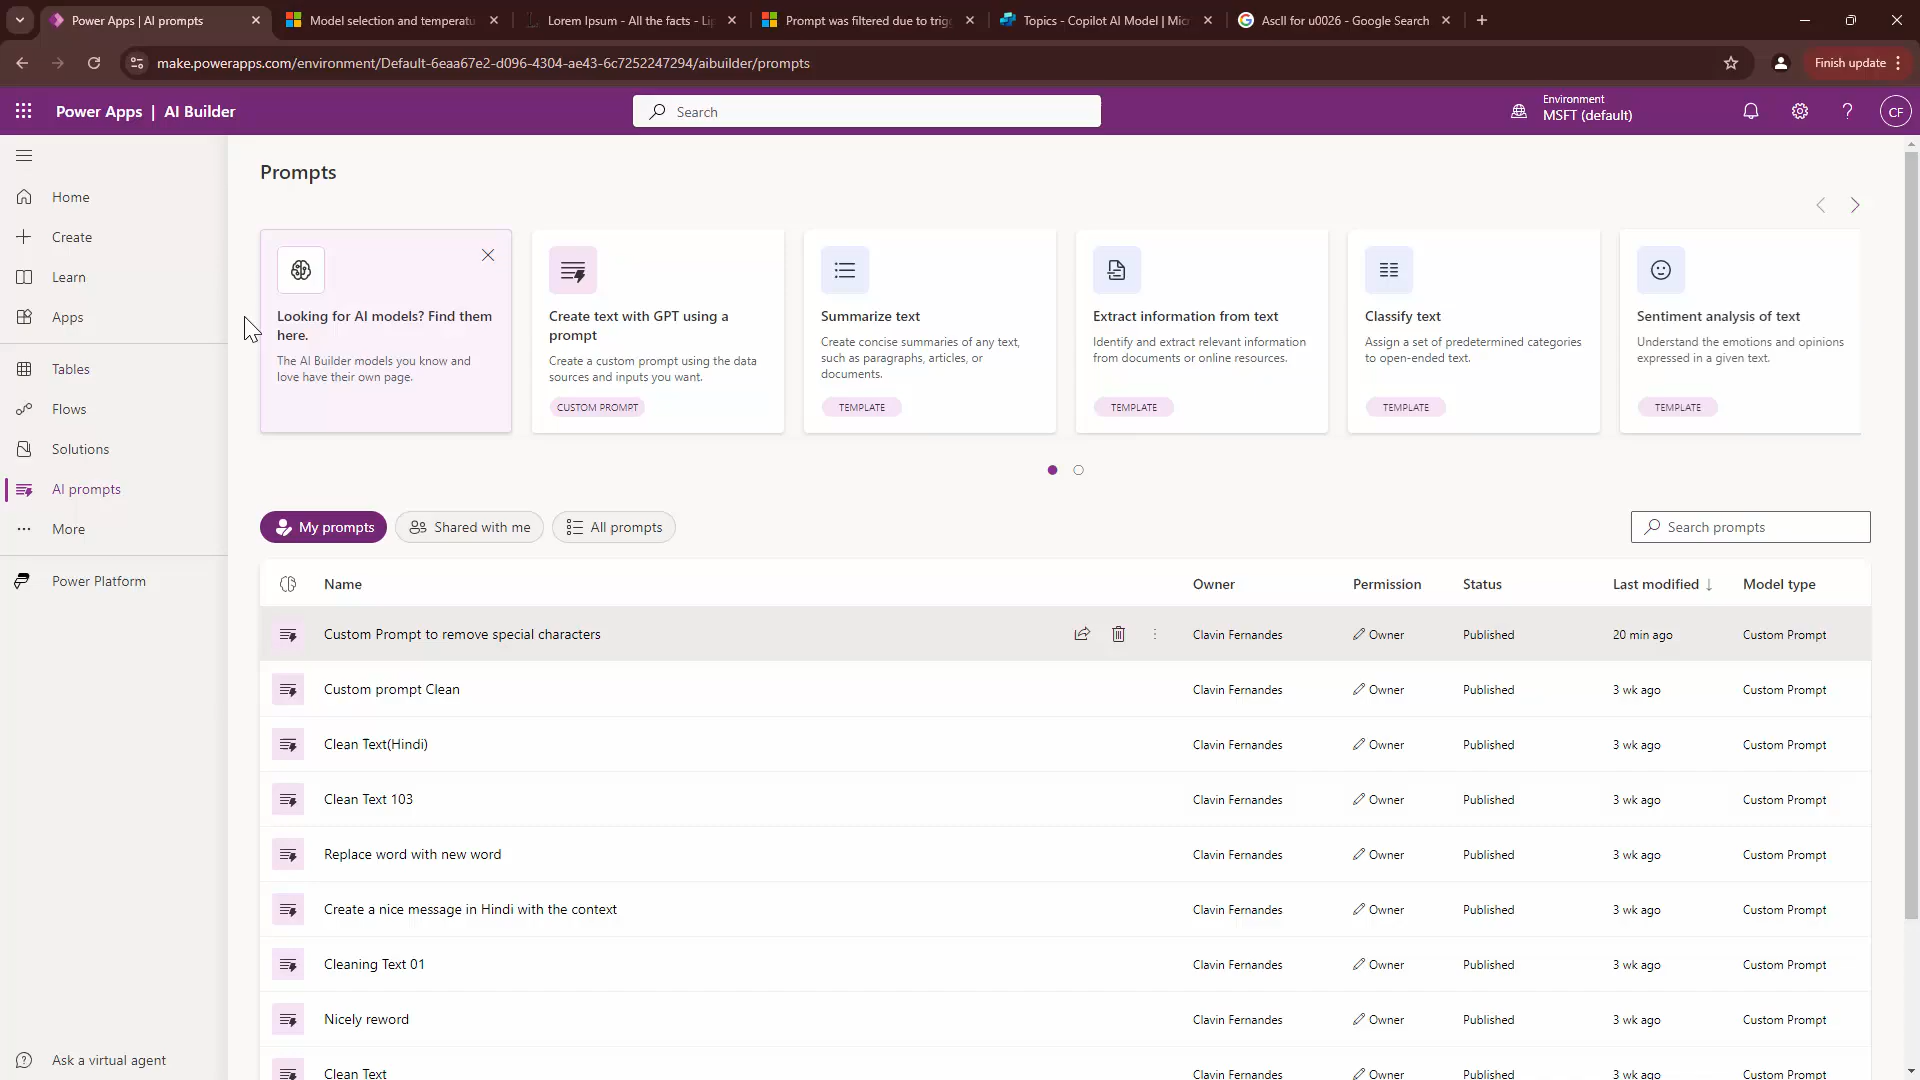 Power Apps | AI prompts
Model selection and temperatu
Lorem Ipsum - All the facts - Li
Prompt was filtered due to trig
Topics - Copilot AI Model | Mic
AscII for u0026 - Google Search
make.powerapps.com/environment/Default-6eaa67e2-d096-4304-ae43-6c7252247294/aibuilder/prompts
Finish update
Power Apps | AI Builder
Search
Environment
MSFT (default)
CF
Home
Create
Learn
Apps
Tables
Flows
Solutions
AI prompts
More
Power Platform
Ask a virtual agent
Prompts
Looking for AI models? Find them
here.
The AI Builder models you know and
love have their own page.
Create text with GPT using a
prompt
Create a custom prompt using the data
sources and inputs you want.
CUSTOM PROMPT
Summarize text
Create concise summaries of any text,
such as paragraphs, articles, or
documents.
TEMPLATE
Extract information from text
Identify and extract relevant information
from documents or online resources.
TEMPLATE
Classify text
Assign a set of predetermined categories
to open-ended text.
TEMPLATE
Sentiment analysis of text
Understand the emotions and opinions
expressed in a given text.
TEMPLATE
My prompts
Shared with me
All prompts
Search prompts
Name Owner Permission Status Last modified ↓ Model type
Custom Prompt to remove special characters Clavin Fernandes Owner Published 20 min ago Custom Prompt
Custom prompt Clean Clavin Fernandes Owner Published 3 wk ago Custom Prompt
Clean Text(Hindi) Clavin Fernandes Owner Published 3 wk ago Custom Prompt
Clean Text 103 Clavin Fernandes Owner Published 3 wk ago Custom Prompt
Replace word with new word Clavin Fernandes Owner Published 3 wk ago Custom Prompt
Create a nice message in Hindi with the context Clavin Fernandes Owner Published 3 wk ago Custom Prompt
Cleaning Text 01 Clavin Fernandes Owner Published 3 wk ago Custom Prompt
Nicely reword Clavin Fernandes Owner Published 3 wk ago Custom Prompt
Clean Text Clavin Fernandes Owner Published 3 wk ago Custom Prompt